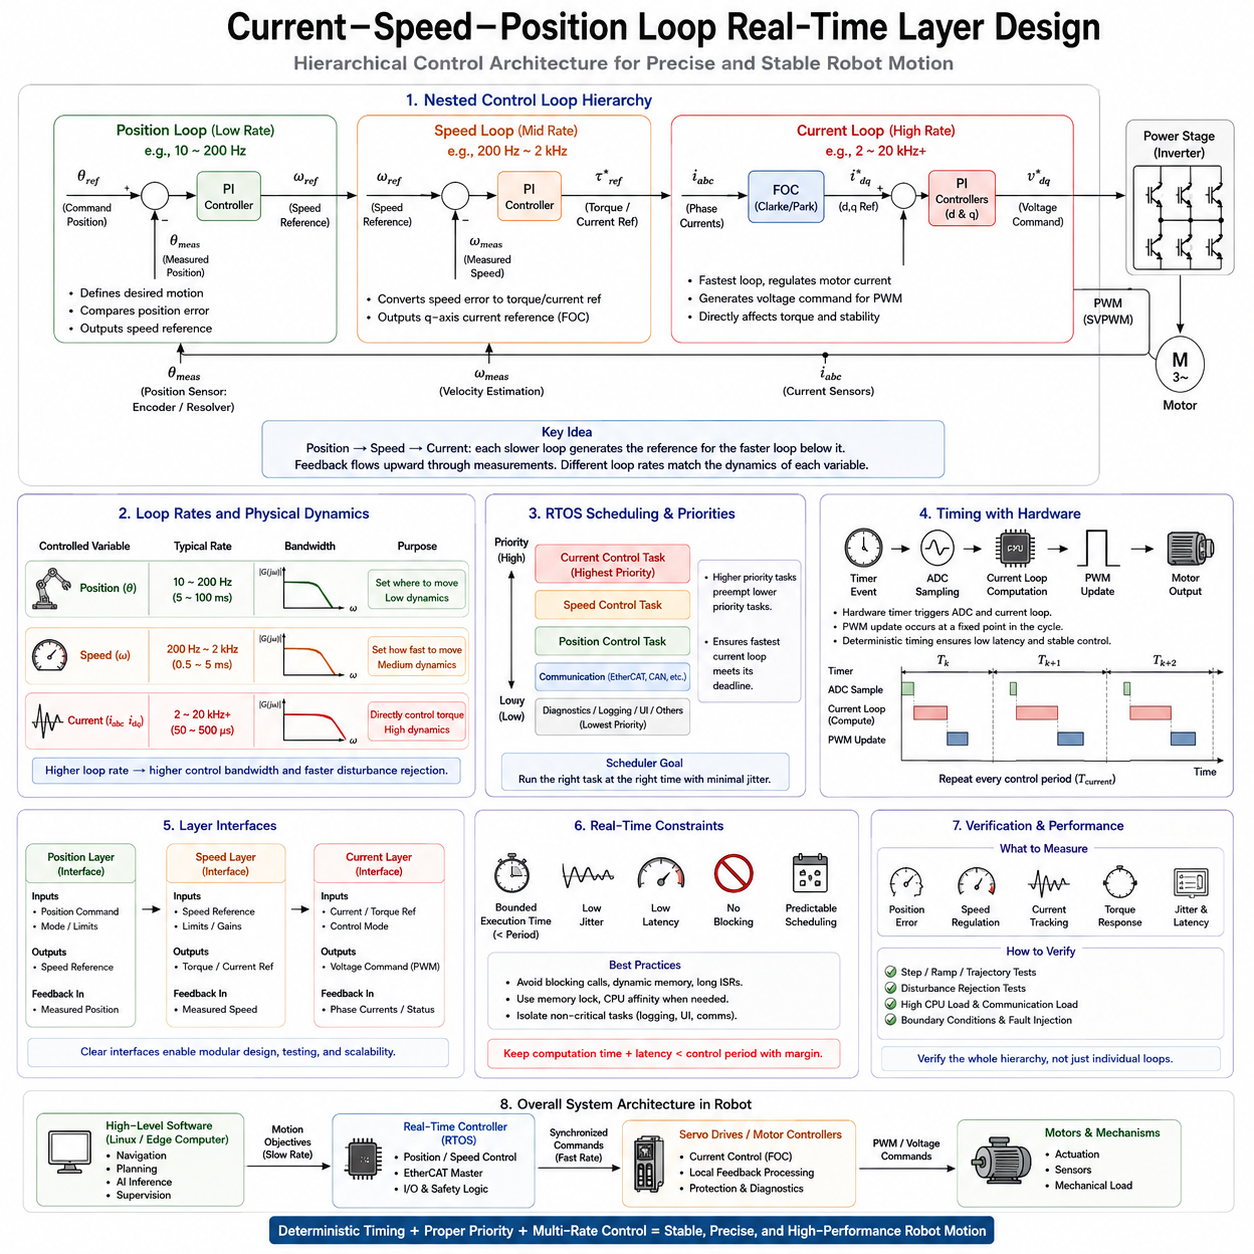 Current–Speed–Position Loop Real-Time Layer Design
Hierarchical Control Architecture for Precise and Stable Robot Motion
1. Nested Control Loop Hierarchy
Position Loop (Low Rate)
e.g., 10 ~ 200 Hz
θref
(Command
Position)
+
−
PI
Controller
ωref
(Speed
Reference)
θmeas
(Measured
Position)
• Defines desired motion
• Compares position error
• Outputs speed reference
Speed Loop (Mid Rate)
e.g., 200 Hz ~ 2 kHz
ωref
(Speed
Reference)
−
PI
Controller
τ*ref
(Torque /
Current Ref)
ωmeas
(Measured
Speed)
• Converts speed error to torque/current ref
• Outputs q-axis current reference (FOC)
Current Loop (High Rate)
e.g., 2 ~ 20 kHz+
iabc
(Phase
Currents)
FOC
(Clarke/Park)
i*dq
(d,q Ref)
+
PI
Controllers
(d & q)
v*dq
(Voltage
Command)
• Fastest loop, regulates motor current
• Generates voltage command for PWM
• Directly affects torque and stability
Power Stage
(Inverter)
PWM
(SVPWM)
M
3~
Motor
θmeas
(Position Sensor:
Encoder / Resolver)
ωmeas
(Velocity Estimation)
iabc
(Current Sensors)
Key Idea
Position → Speed → Current: each slower loop generates the reference for the faster loop below it.
Feedback flows upward through measurements. Different loop rates match the dynamics of each variable.
2. Loop Rates and Physical Dynamics
Controlled Variable Typical Rate Bandwidth Purpose
Position (θ)
10 ~ 200 Hz
(5 ~ 100 ms)
|G(jω)|
ω
Set where to move
Low dynamics
Speed (ω)
200 Hz ~ 2 kHz
(0.5 ~ 5 ms)
|G(jω)|
ω
Set how fast to move
Medium dynamics
Current (iabc idq)
2 ~ 20 kHz+
(50 ~ 500 µs)
|G(jω)|
ω
Directly control torque
High dynamics
Higher loop rate → higher control bandwidth and faster disturbance rejection.
3. RTOS Scheduling & Priorities
Priority
(High)
Current Control Task
(Highest Priority)
Speed Control Task
Position Control Task
Communication (EtherCAT, CAN, etc.)
Diagnostics / Logging / UI / Others
(Lowest Priority)
Lowy
(Low)
• Higher priority tasks
preempt lower
priority tasks.
• Ensures fastest
current loop
meets its
deadline.
Scheduler Goal
Run the right task at the right time with minimal jitter.
4. Timing with Hardware
Timer
Event
ADC
Sampling
Current Loop
Computation
PWM
Update
Motor
Output
• Hardware timer triggers ADC and current loop.
• PWM update occurs at a fixed point in the cycle.
• Deterministic timing ensures low latency and stable control.
Timer
Tk
Tk+1
Tk+2
ADC Sample
Current Loop
(Compute)
PWM Update
Time
Repeat every control period (Tcurrent)
5. Layer Interfaces
Position Layer
(Interface)
Inputs
• Position Command
• Mode / Limits
Outputs
• Speed Reference
Feedback In
• Measured Position
Speed Layer
(Interface)
Inputs
• Speed Reference
• Limits / Gains
Outputs
• Torque / Current Ref
Feedback In
• Measured Speed
Current Layer
(Interface)
Inputs
• Current / Torque Ref
• Control Mode
Outputs
• Voltage Command (PWM)
Feedback In
• Phase Currents / Status
Clear interfaces enable modular design, testing, and scalability.
6. Real-Time Constraints
Bounded
Execution Time
(< Period)
Low
Jitter
Low
Latency
No
Blocking
Predictable
Scheduling
Best Practices
• Avoid blocking calls, dynamic memory, long ISRs.
• Use memory lock, CPU affinity when needed.
• Isolate non-critical tasks (logging, UI, comms).
Keep computation time + latency < control period with margin.
7. Verification & Performance
What to Measure
Position
Error
Speed
Regulation
Current
Tracking
Torque
Response
Jitter &
Latency
How to Verify
Step / Ramp / Trajectory Tests
Disturbance Rejection Tests
High CPU Load & Communication Load
Boundary Conditions & Fault Injection
Verify the whole hierarchy, not just individual loops.
8. Overall System Architecture in Robot
High-Level Software
(Linux / Edge Computer)
• Navigation
• Planning
• AI Inference
• Supervision
Motion
Objectives
(Slow Rate)
Real-Time Controller
(RTOS)
• Position / Speed Control
• EtherCAT Master
• I/O & Safety Logic
Synchronized
Commands
(Fast Rate)
Servo Drives / Motor Controllers
• Current Control (FOC)
• Local Feedback Processing
• Protection & Diagnostics
PWM / Voltage
Commands
Motors & Mechanisms
• Actuation
• Sensors
• Mechanical Load
Deterministic Timing + Proper Priority + Multi-Rate Control = Stable, Precise, and High-Performance Robot Motion